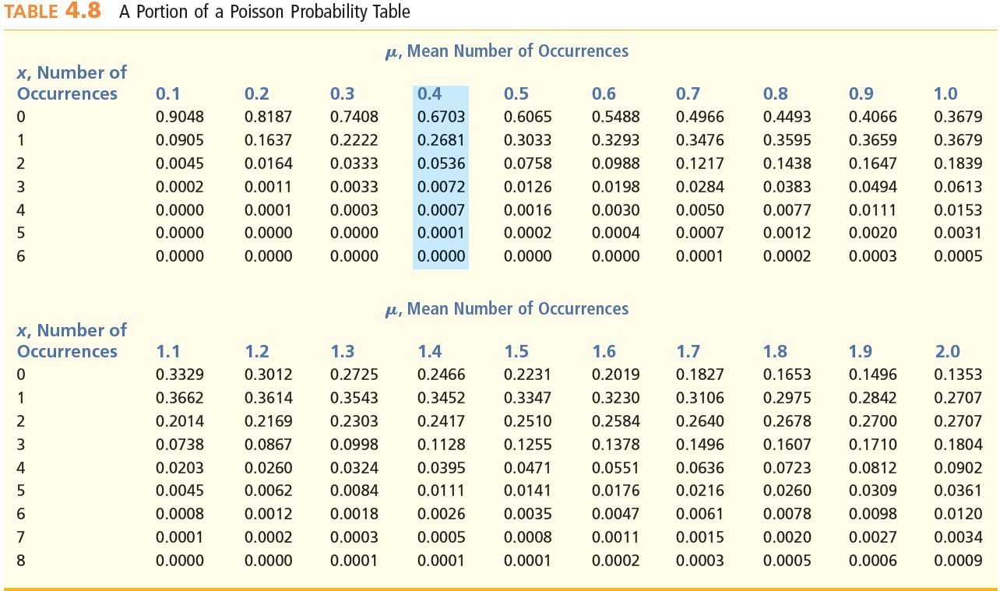 TABLE 4.8 A Portion of a Poisson Probability Table
μ, Mean Number of Occurrences
x, Number of
Occurrences 0.1 0.2 0.3 0.4 0.5 0.6 0.7 0.8 0.9 1.0
0 0.9048 0.8187 0.7408 0.6703 0.6065 0.5488 0.4966 0.4493 0.4066 0.3679
1 0.0905 0.1637 0.2222 0.2681 0.3033 0.3293 0.3476 0.3595 0.3659 0.3679
2 0.0045 0.0164 0.0333 0.0536 0.0758 0.0988 0.1217 0.1438 0.1647 0.1839
3 0.0002 0.0011 0.0033 0.0072 0.0126 0.0198 0.0284 0.0383 0.0494 0.0613
4 0.0000 0.0001 0.0003 0.0007 0.0016 0.0030 0.0050 0.0077 0.0111 0.0153
5 0.0000 0.0000 0.0000 0.0001 0.0002 0.0004 0.0007 0.0012 0.0020 0.0031
6 0.0000 0.0000 0.0000 0.0000 0.0000 0.0000 0.0001 0.0002 0.0003 0.0005
μ, Mean Number of Occurrences
x, Number of
Occurrences 1.1 1.2 1.3 1.4 1.5 1.6 1.7 1.8 1.9 2.0
0 0.3329 0.3012 0.2725 0.2466 0.2231 0.2019 0.1827 0.1653 0.1496 0.1353
1 0.3662 0.3614 0.3543 0.3452 0.3347 0.3230 0.3106 0.2975 0.2842 0.2707
2 0.2014 0.2169 0.2303 0.2417 0.2510 0.2584 0.2640 0.2678 0.2700 0.2707
3 0.0738 0.0867 0.0998 0.1128 0.1255 0.1378 0.1496 0.1607 0.1710 0.1804
4 0.0203 0.0260 0.0324 0.0395 0.0471 0.0551 0.0636 0.0723 0.0812 0.0902
5 0.0045 0.0062 0.0084 0.0111 0.0141 0.0176 0.0216 0.0260 0.0309 0.0361
6 0.0008 0.0012 0.0018 0.0026 0.0035 0.0047 0.0061 0.0078 0.0098 0.0120
7 0.0001 0.0002 0.0003 0.0005 0.0008 0.0011 0.0015 0.0020 0.0027 0.0034
8 0.0000 0.0000 0.0001 0.0001 0.0001 0.0002 0.0003 0.0005 0.0006 0.0009